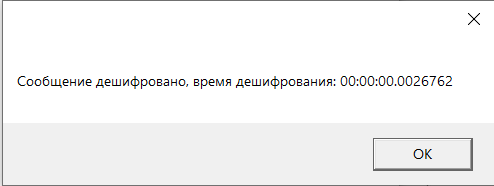 Сообщение дешифровано, время дешифрования: 00:00:00.0026762
OK